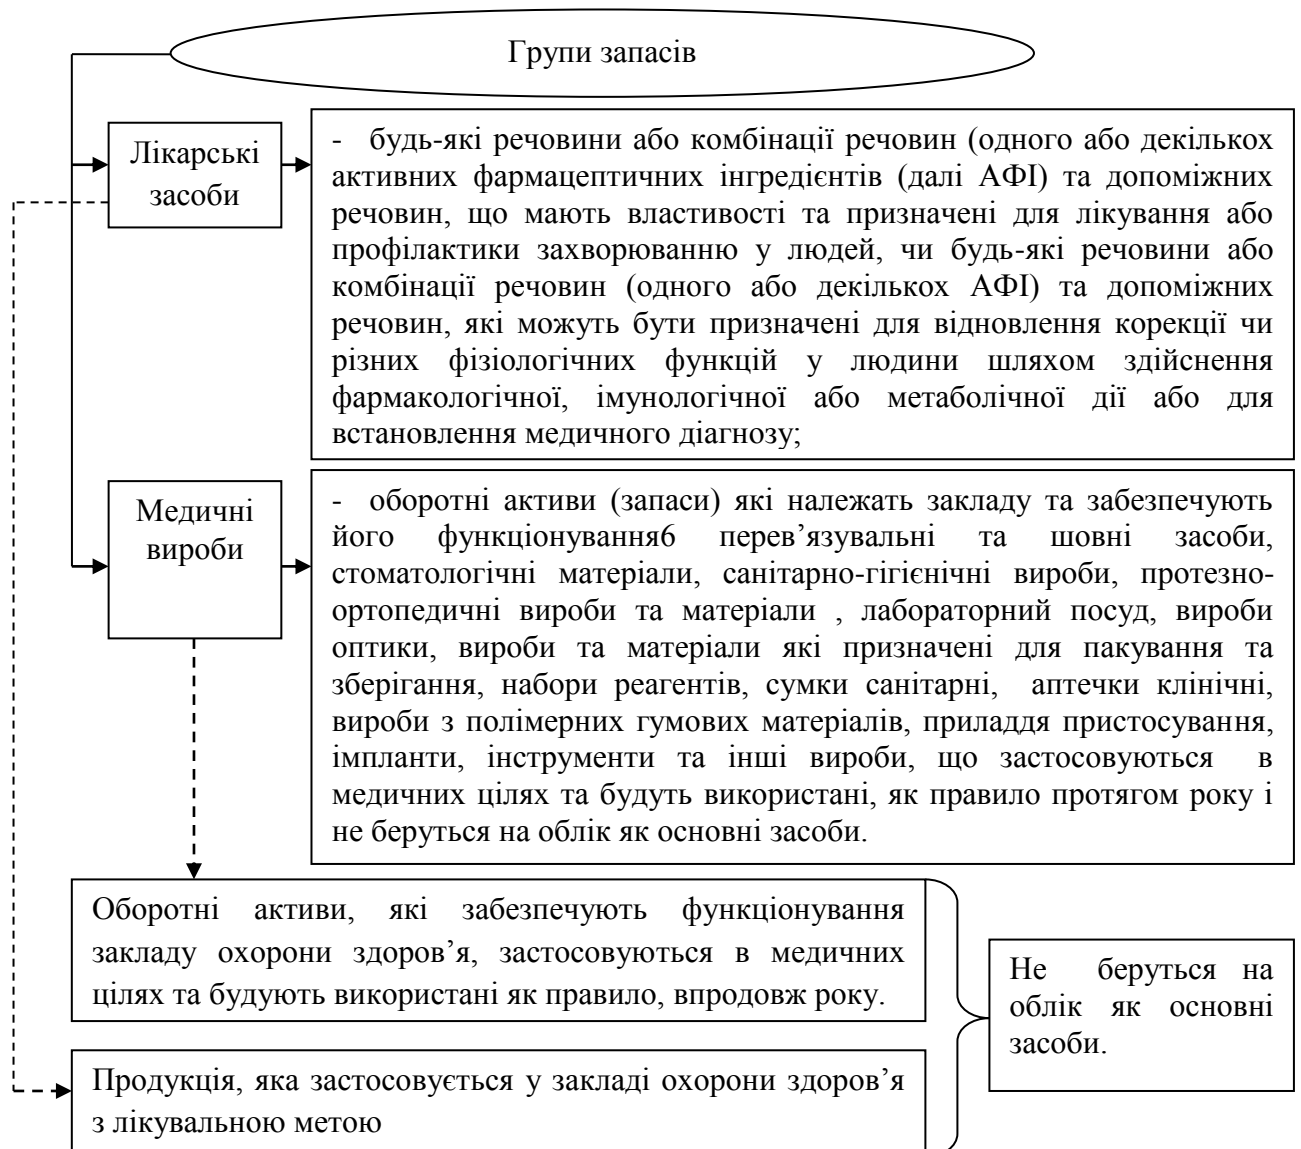 Групи запасів
Лікарські
засоби
- будь-які речовини або комбінації речовин (одного або декількох
активних фармацептичних інгредієнтів (далі АФІ) та допоміжних
речовин, що мають властивості та призначені для лікування або
профілактики захворюванню у людей, чи будь-які речовини або
комбінації речовин (одного або декількох АФІ) та допоміжних
речовин, які можуть бути призначені для відновлення корекції чи
різних фізіологічних функцій у людини шляхом здійснення
фармакологічної, імунологічної або метаболічної дії або для
встановлення медичного діагнозу;
Медичні
вироби
- оборотні активи (запаси) які належать закладу та забезпечують
його функціонування6 перев’язувальні та шовні засоби,
стоматологічні матеріали, санітарно-гігієнічні вироби, протезно-
ортопедичні вироби та матеріали , лабораторний посуд, вироби
оптики, вироби та матеріали які призначені для пакування та
зберігання, набори реагентів, сумки санітарні, аптечки клінічні,
вироби з полімерних гумових матеріалів, приладдя пристосування,
імпланти, інструменти та інші вироби, що застосовуються в
медичних цілях та будуть використані, як правило протягом року і
не беруться на облік як основні засоби.
Оборотні активи, які забезпечують функціонування
закладу охорони здоров’я, застосовуються в медичних
цілях та будують використані як правило, впродовж року.
Не беруться на
облік як основні
засоби.
Продукція, яка застосовується у закладі охорони здоров’я
з лікувальною метою